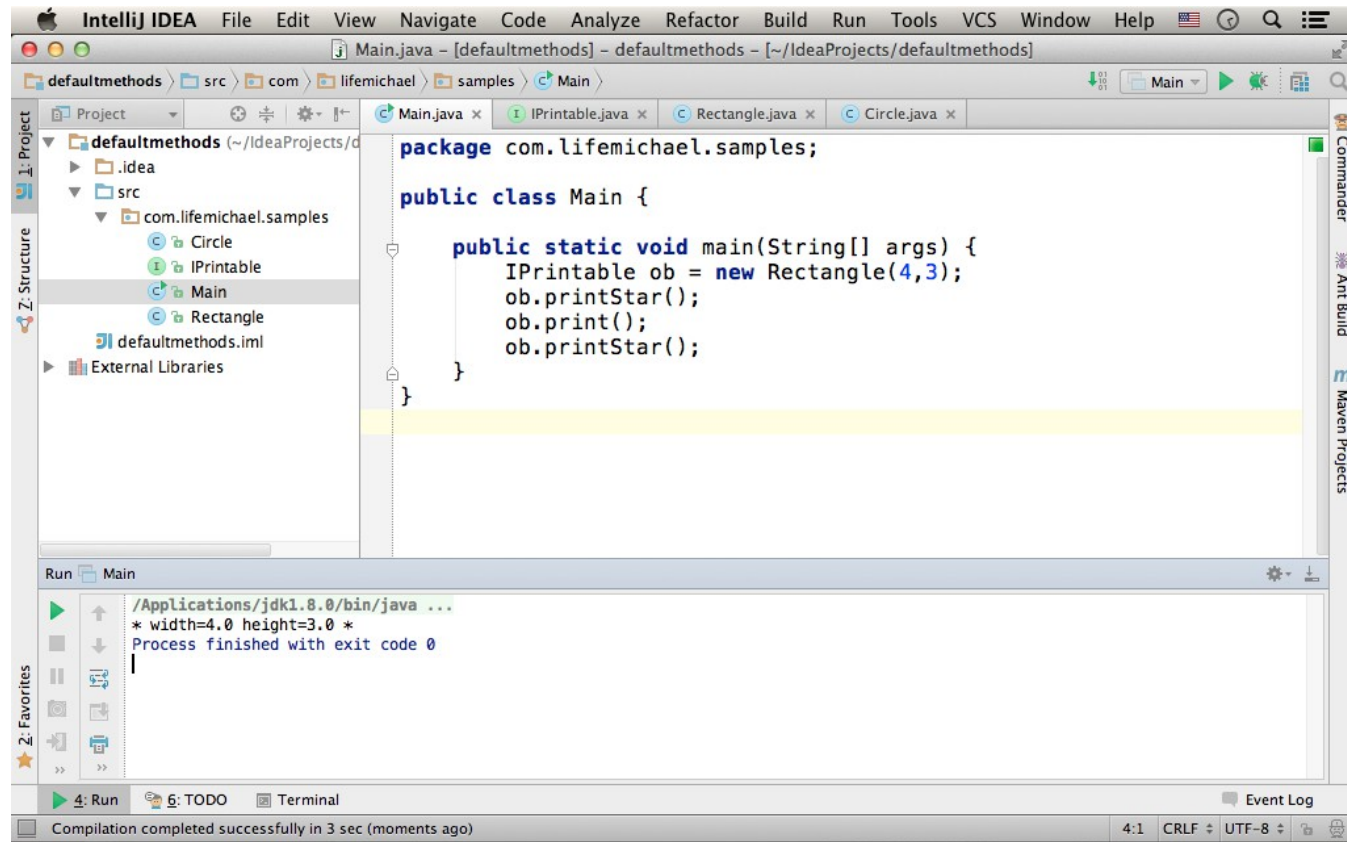 IntelliJ IDEA File Edit View Navigate Code Analyze Refactor Build Run Tools VCS Window Help
Main.java – [defaultmethods] – defaultmethods – [~/IdeaProjects/defaultmethods]
defaultmethods src com lifemichael samples Main
Main
Project
Main.java IPrintable.java Rectangle.java Circle.java
1: Project
Z: Structure
2: Favorites
defaultmethods (~/IdeaProjects/d
.idea
src
com.lifemichael.samples
Circle
IPrintable
Main
Rectangle
defaultmethods.iml
External Libraries
package com.lifemichael.samples;
public class Main {
public static void main(String[] args) {
IPrintable ob = new Rectangle(4,3);
ob.printStar();
ob.print();
ob.printStar();
}
}
Commander
Ant Build
Maven Projects
Run Main
/Applications/jdk1.8.0/bin/java ...
* width=4.0 height=3.0 *
Process finished with exit code 0
4: Run 6: TODO Terminal Event Log
Compilation completed successfully in 3 sec (moments ago) 4:1 CRLF UTF-8